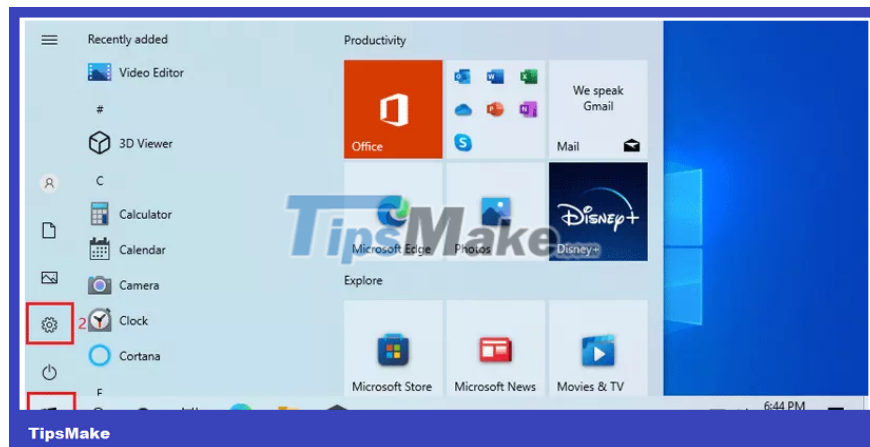 Recently added
Video Editor
#
3D Viewer
C
Calculator
Calendar
Camera
2
Clock
Cortana
Productivity
Office
We speak
Gmail
Mail
Microsoft Edge
Photos
Disney+
Disney+
Explore
Microsoft Store
Microsoft News
Movies & TV
TipsMake
6:44 PM
TipsMake